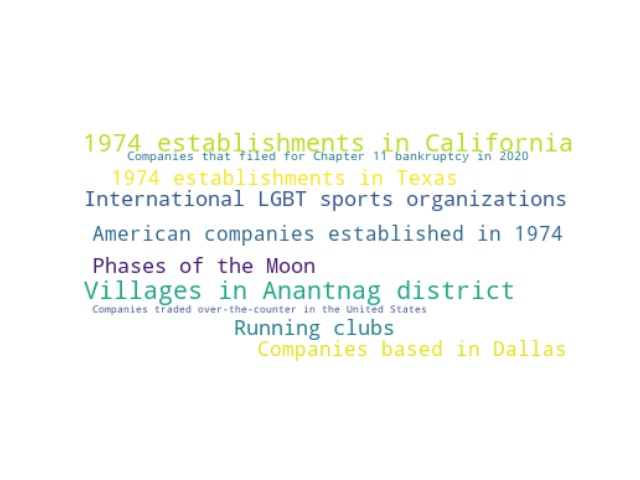 1974 establishments in California
Companies that filed for Chapter 11 bankruptcy in 2020
1974 establishments in Texas
International LGBT sports organizations
American companies established in 1974
Phases of the Moon
Villages in Anantnag district
Companies traded over-the-counter in the United States
Running clubs
Companies based in Dallas